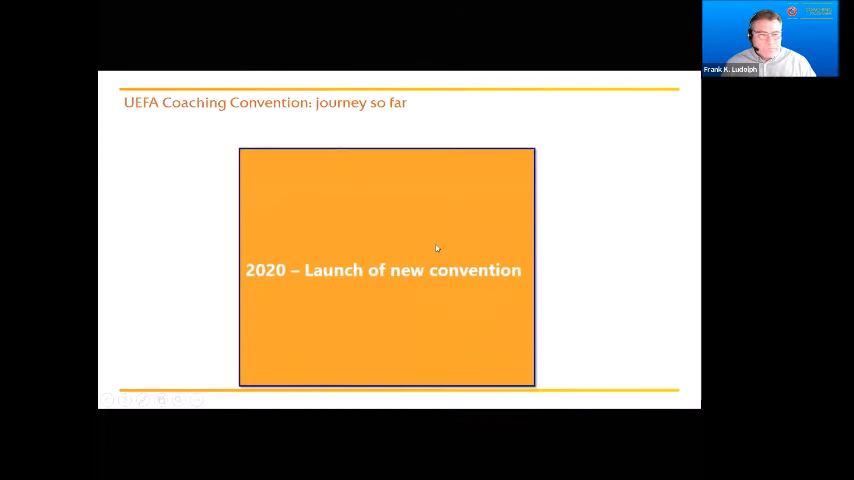 UEFA Coaching Convention: journey so far
2020 – Launch of new convention
Frank K. Ludolph